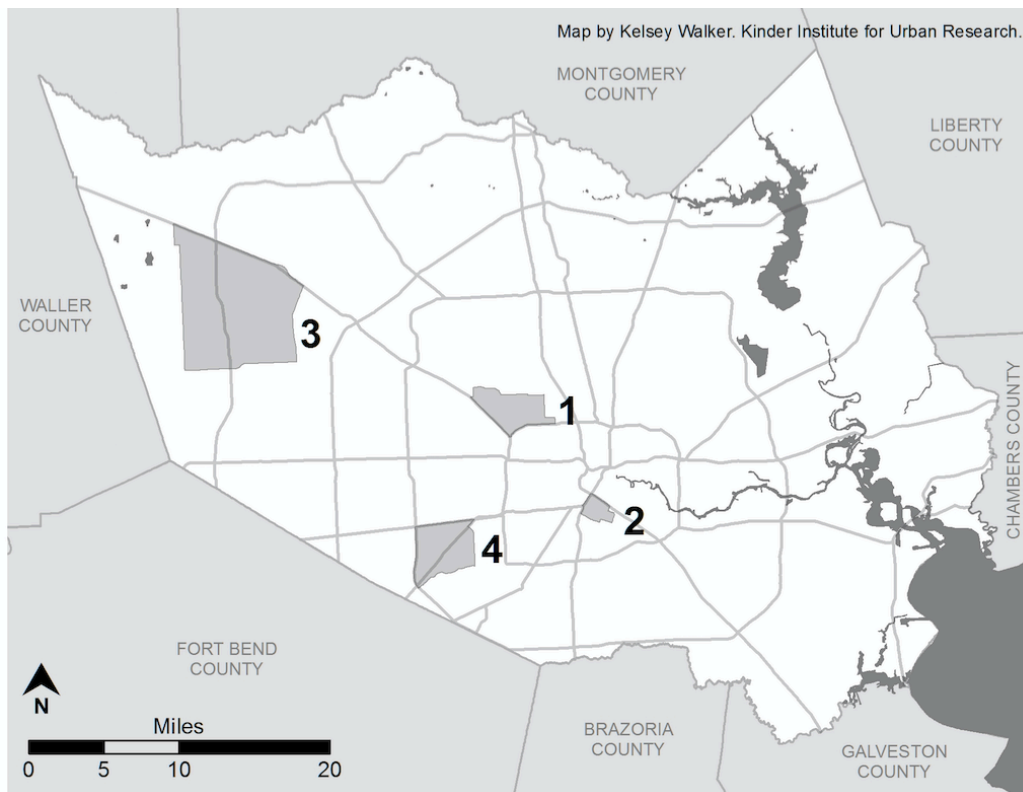 Map by Kelsey Walker. Kinder Institute for Urban Research.
MONTGOMERY
COUNTY
LIBERTY
COUNTY
WALLER
COUNTY
3
1
CHAMBERS COUNTY
2
4
FORT BEND
COUNTY
N
Miles
0 5 10 20
BRAZORIA
COUNTY
GALVESTON
COUNTY